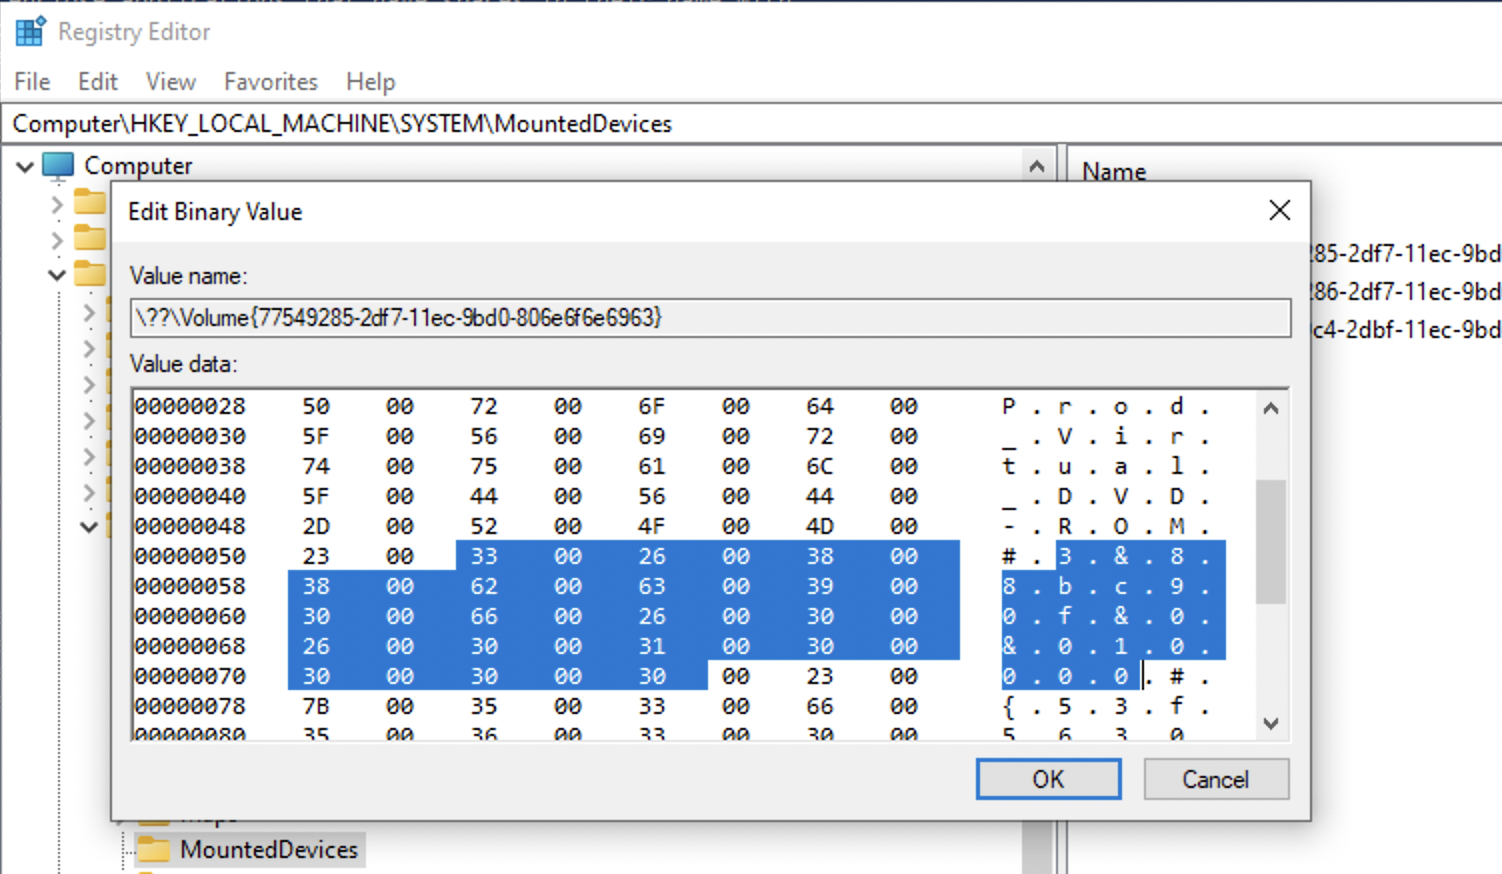 Registry Editor
File Edit View Favorites Help
Computer\HKEY_LOCAL_MACHINE\SYSTEM\MountedDevices
Computer
Name
Edit Binary Value
Value name:
\??\Volume{77549285-2df7-11ec-9bd0-806e6f6e6963}
285-2df7-11ec-9bd
286-2df7-11ec-9bd
c4-2dbf-11ec-9bd
Value data:
00000028 50 00 72 00 6F 00 64 00 P . r . o . d .
00000030 5F 00 56 00 69 00 72 00 _ . V . i . r .
00000038 74 00 75 00 61 00 6C 00 t . u . a . l .
00000040 5F 00 44 00 56 00 44 00 _ . D . V . D .
00000048 2D 00 52 00 4F 00 4D 00 - . R . O . M .
00000050 23 00 33 00 26 00 38 00 # . 3 . & . 8 .
00000058 38 00 62 00 63 00 39 00 8 . b . c . 9 .
00000060 30 00 66 00 26 00 30 00 0 . f . & . 0 .
00000068 26 00 30 00 31 00 30 00 & . 0 . 1 . 0 .
00000070 30 00 30 00 30 00 23 00 0 . 0 . 0 . # .
00000078 7B 00 35 00 33 00 66 00 { . 5 . 3 . f .
00000080 35 00 36 00 33 00 30 00 5 6 3 0
OK Cancel
Maps
MountedDevices